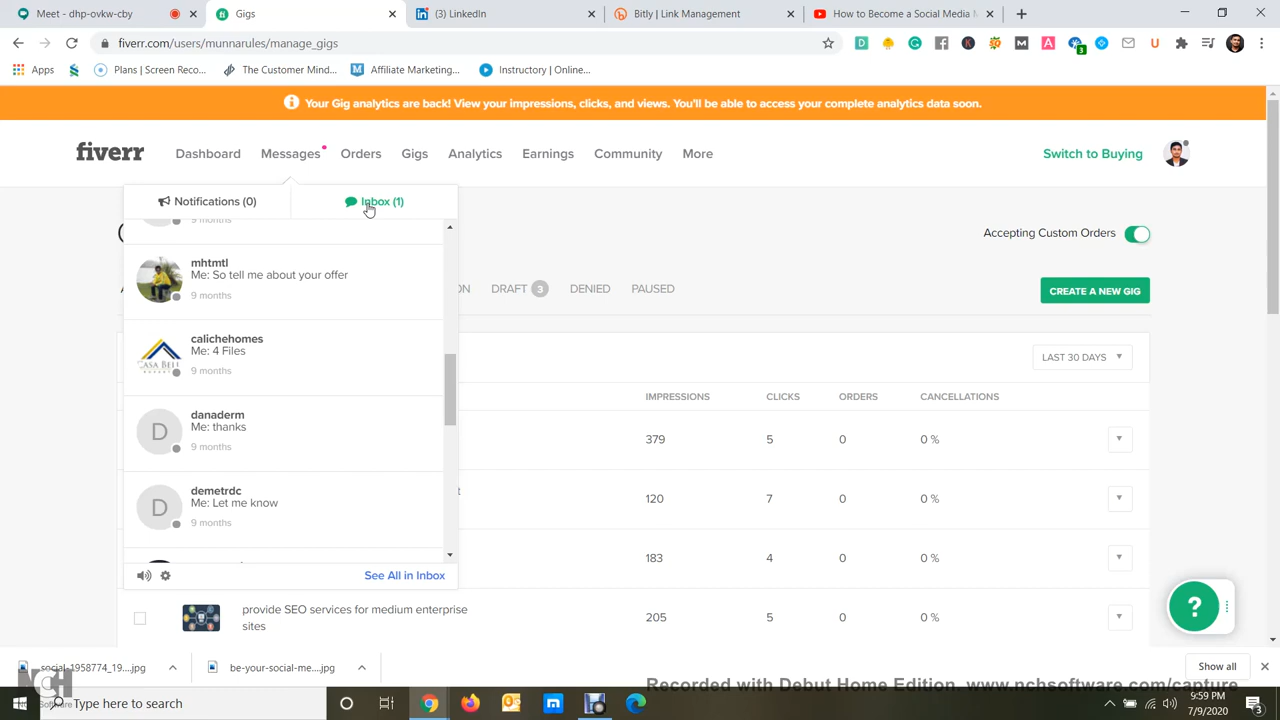 Meet - dhp-ovkw-cby
Gigs
(3) LinkedIn
Bitly | Link Management
How to Become a Social Media M
fiverr.com/users/munnarules/manage_gigs
Apps
Plans | Screen Reco...
The Customer Mind...
Affiliate Marketing...
Instructory | Online...
Your Gig analytics are back! View your impressions, clicks, and views. You'll be able to access your complete analytics data soon.
fiverr
Dashboard
Messages
Orders
Gigs
Analytics
Earnings
Community
More
Switch to Buying
Notifications (0)
Inbox (1)
9 months
Accepting Custom Orders
mhtmtl
Me: So tell me about your offer
9 months
ON
DRAFT 3
DENIED
PAUSED
CREATE A NEW GIG
calichehomes
Me: 4 Files
9 months
LAST 30 DAYS
IMPRESSIONS
CLICKS
ORDERS
CANCELLATIONS
D
danaderm
Me: thanks
9 months
379
5
0
0 %
D
demetrdc
Me: Let me know
9 months
120
7
0
0 %
183
4
0
0 %
See All in Inbox
provide SEO services for medium enterprise
sites
205
5
0
0 %
?
social-1958774_19...jpg
be-your-social-me....jpg
Show all
NCH
Software
Recorded with Debut Home Edition. www.nchsoftware.com/capture
Type here to search
9:59 PM
7/9/2020
3